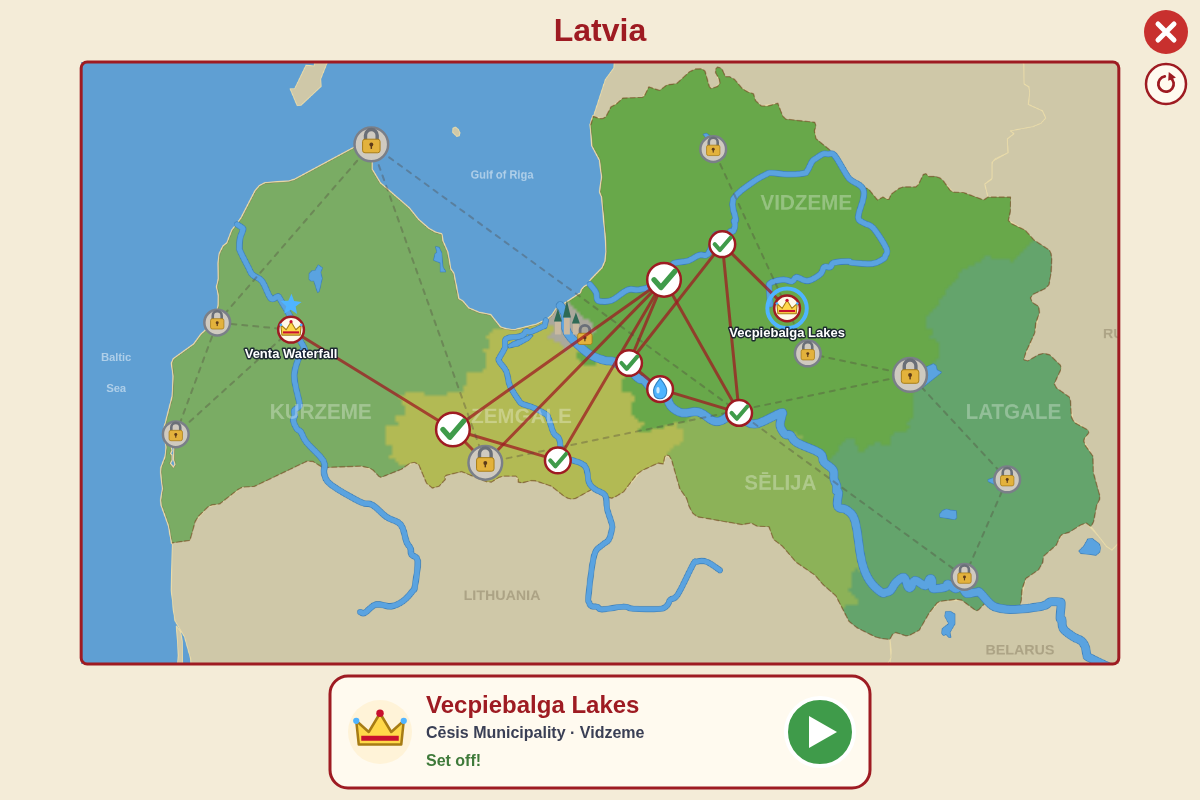 Latvia
Gulf of Riga
VIDZEME
Baltic
Sea
Venta Waterfall
Vecpiebalga Lakes
KURZEME
ZEMGALE
LATGALE
SĒLIJA
LITHUANIA
BELARUS
Vecpiebalga Lakes
Cēsis Municipality · Vidzeme
Set off!